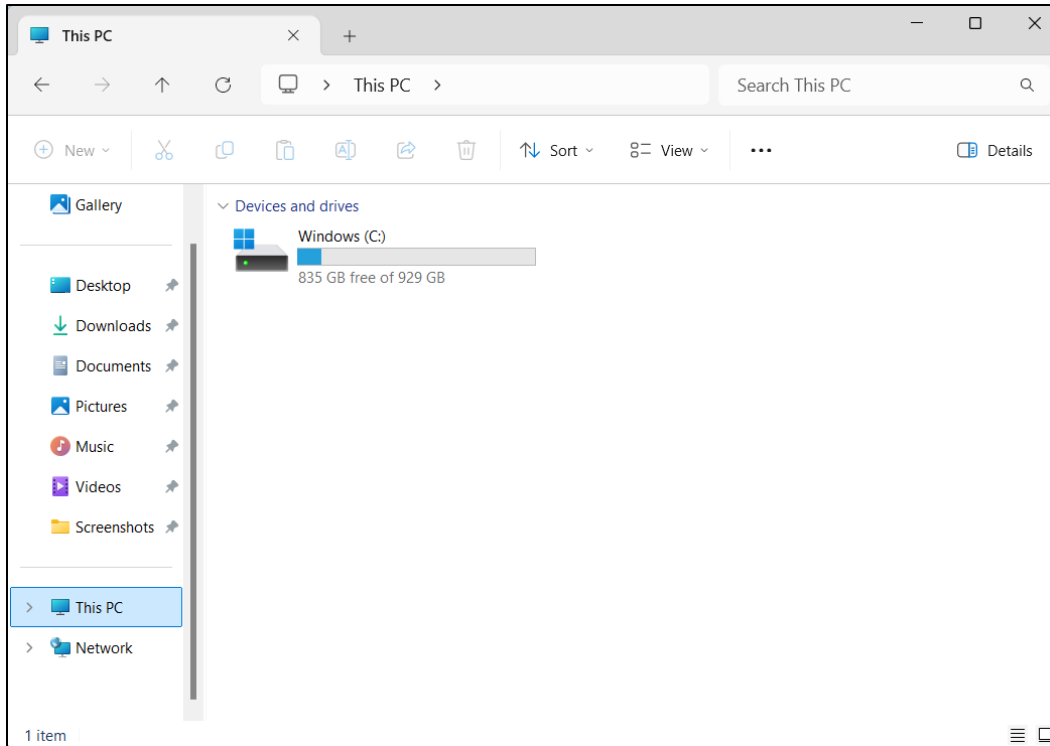 This PC
This PC
Search This PC
New
Sort
View
Details
Gallery
Desktop
Downloads
Documents
Pictures
Music
Videos
Screenshots
This PC
Network
Devices and drives
Windows (C:)
835 GB free of 929 GB
1 item